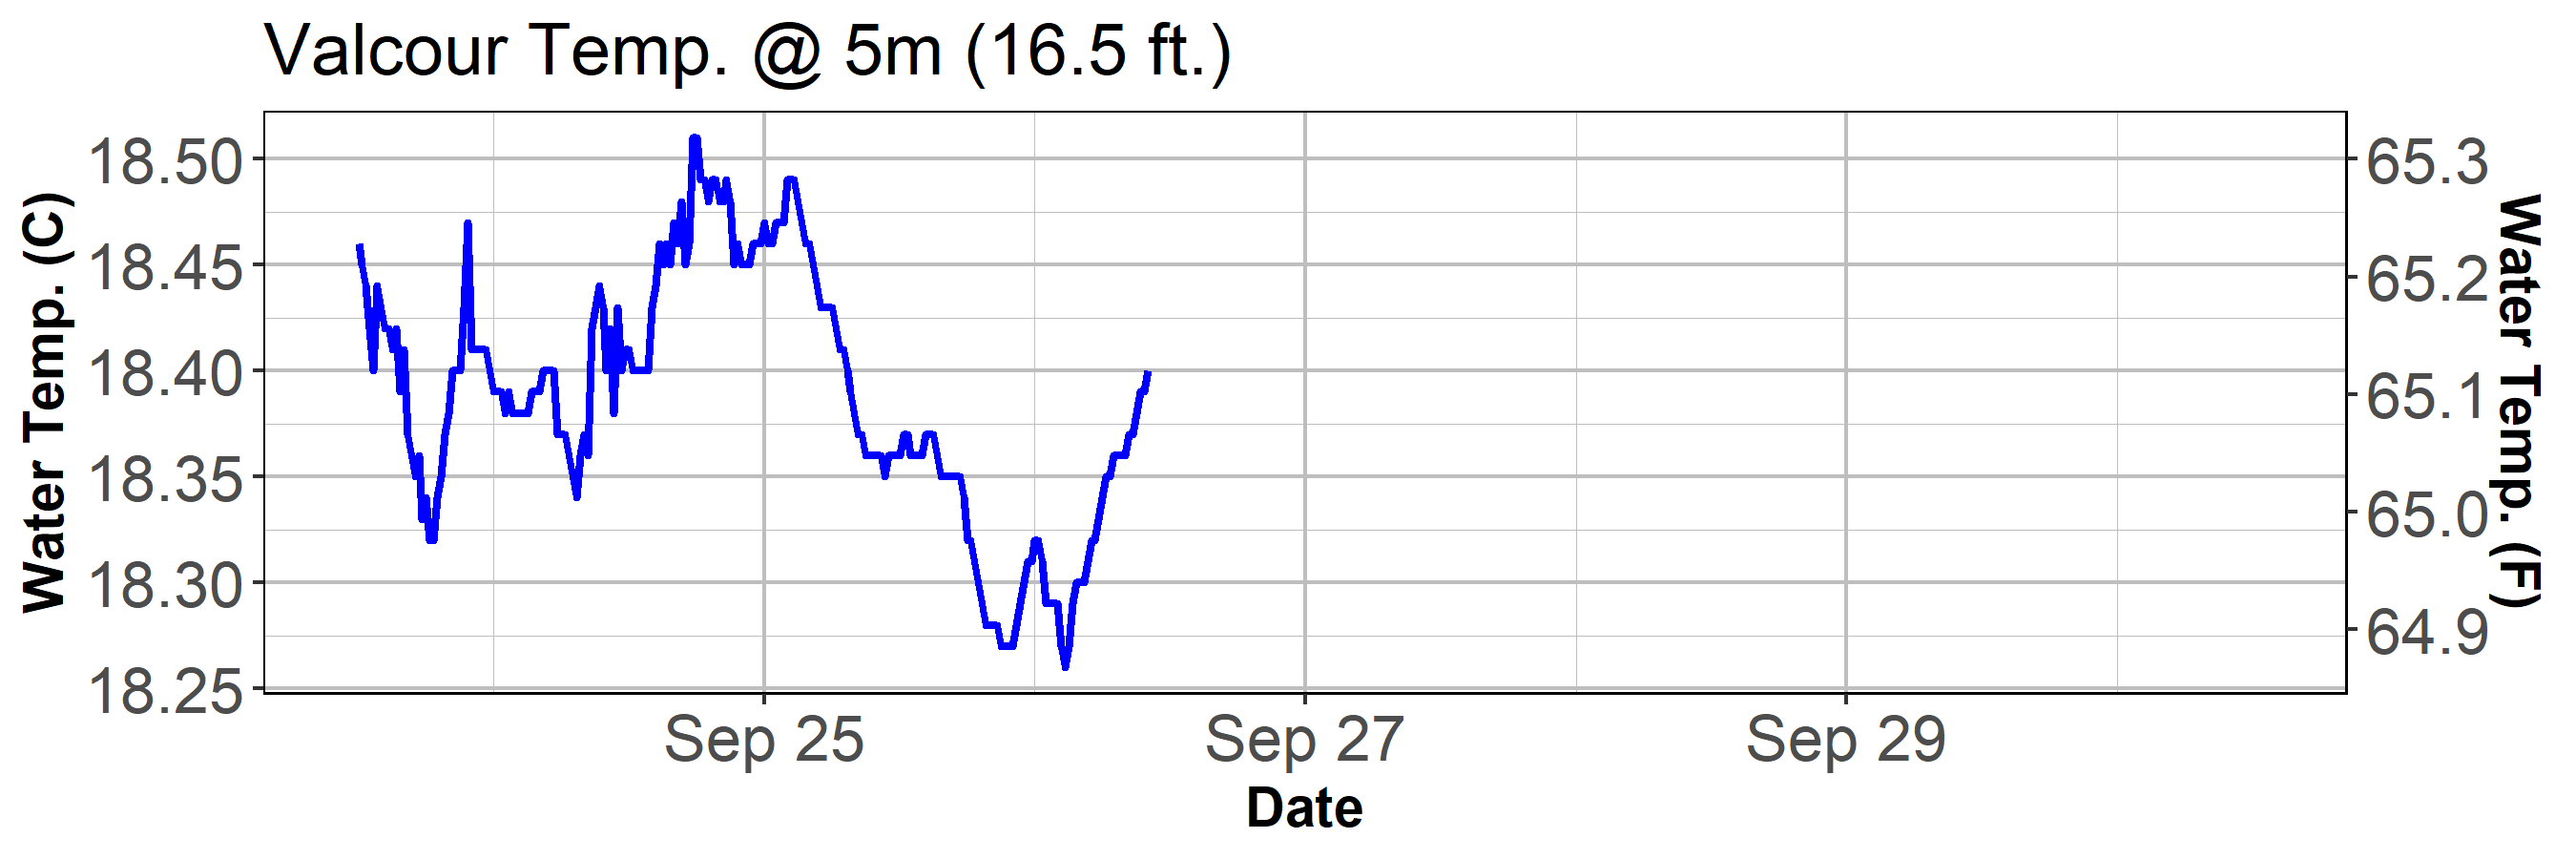 Valcour Temp. @ 5m (16.5 ft.)
Water Temp. (C)
18.50
18.45
18.40
18.35
18.30
18.25
65.3
65.2
65.1
65.0
64.9
Water Temp. (F)
Sep 25
Sep 27
Sep 29
Date